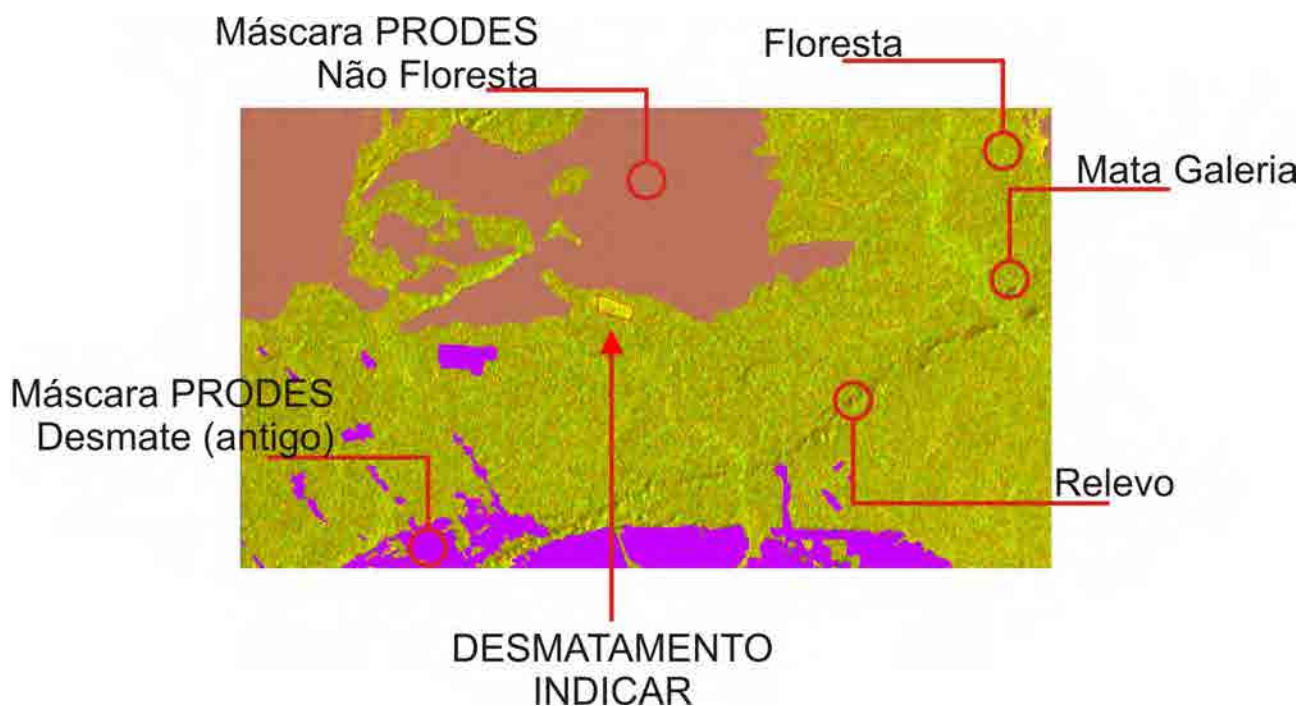 Máscara PRODES
Não Floresta
Floresta
Mata Galeria
Máscara PRODES
Desmate (antigo)
Relevo
DESMATAMENTO
INDICAR